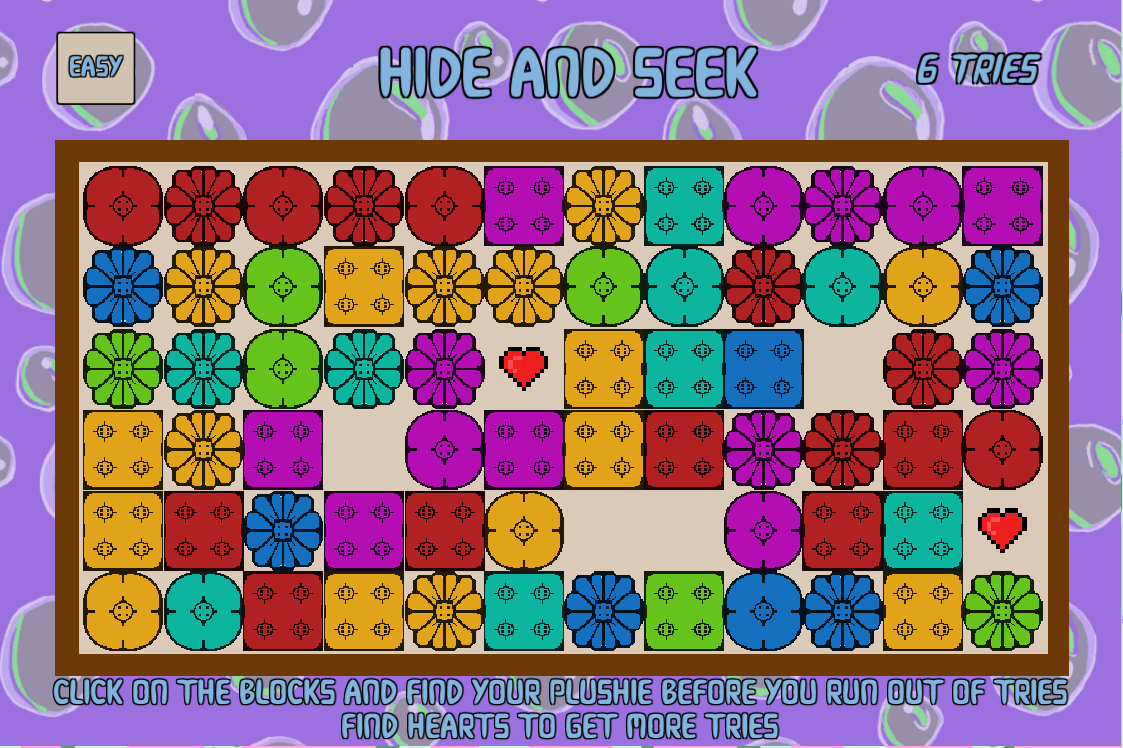 EASY
HIDE AND SEEK
6 TRIES
CLICK ON THE BLOCKS AND FIND YOUR PLUSHIE BEFORE YOU RUN OUT OF TRIES
FIND HEARTS TO GET MORE TRIES